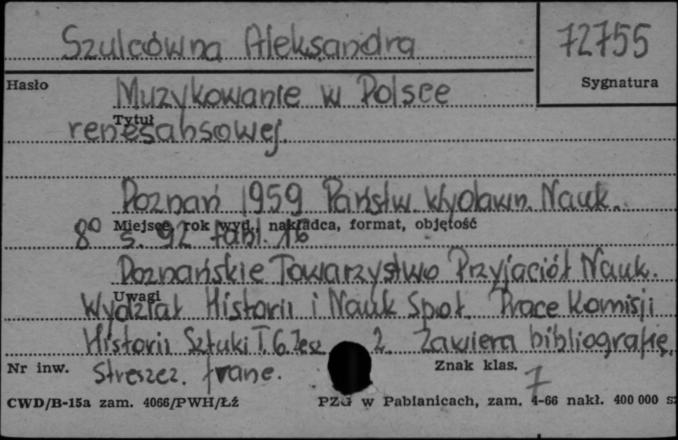 Szulcówna Aleksandra 72755
Hasło Sygnatura
Muzykowanie w Polsce
Tytuł
renesansowej.
Poznań 1959 Państw. Wydawn. Nauk.
Miejsce, rok wyd., nakładca, format, objętość
8° s. 92 tabl. 16
Poznańskie Towarzystwo Przyjaciół Nauk.
Uwagi
Wydział Historii i Nauk Społ. Prace Komisji
Historii Sztuki T. 6. Zesz. 2. Zawiera bibliografię.
Nr inw. Streszcz. franc. Znak klas. 7
CWD/B-15a zam. 4066/PWH/Łź PZG w Pabianicach, zam. 4-66 nakł. 400 000 sz